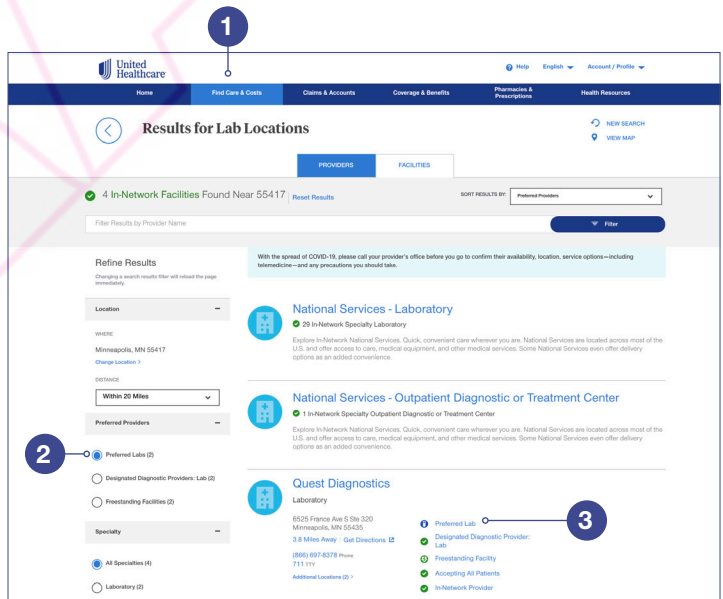 1
United
Healthcare
Help English Account / Profile
Home Find Care & Costs Claims & Accounts Coverage & Benefits Pharmacies & Prescriptions Health Resources
Results for Lab Locations
NEW SEARCH
VIEW MAP
PROVIDERS FACILITIES
4 In-Network Facilities Found Near 55417 Reset Results
SORT RESULTS BY: Preferred Providers
Filter Results by Provider Name
Filter
Refine Results
Changing a search results filter will reload the page
immediately.
With the spread of COVID-19, please call your provider's office before you go to confirm their availability, location, service options—including
telemedicine—and any precautions you should take.
Location
WHERE
Minneapolis, MN 55417
Change Location >
DISTANCE
Within 20 Miles
Preferred Providers
2
Preferred Labs (2)
Designated Diagnostic Providers: Lab (2)
Freestanding Facilities (2)
Specialty
All Specialties (4)
Laboratory (2)
National Services - Laboratory
29 In-Network Specialty Laboratory
Explore In-Network National Services. Quick, convenient care wherever you are. National Services are located across most of the
U.S. and offer access to care, medical equipment, and other medical services. Some National Services even offer delivery
options as an added convenience.
National Services - Outpatient Diagnostic or Treatment Center
1 In-Network Specialty Outpatient Diagnostic or Treatment Center
Explore In-Network National Services. Quick, convenient care wherever you are. National Services are located across most of the
U.S. and offer access to care, medical equipment, and other medical services. Some National Services even offer delivery
options as an added convenience.
Quest Diagnostics
Laboratory
6525 France Ave S Ste 320
Minneapolis, MN 55435
3.8 Miles Away Get Directions
(866) 697-8378 Phone
711 TTY
Additional Locations (2) >
Preferred Lab
3
Designated Diagnostic Provider:
Lab
Freestanding Facility
Accepting All Patients
In-Network Provider